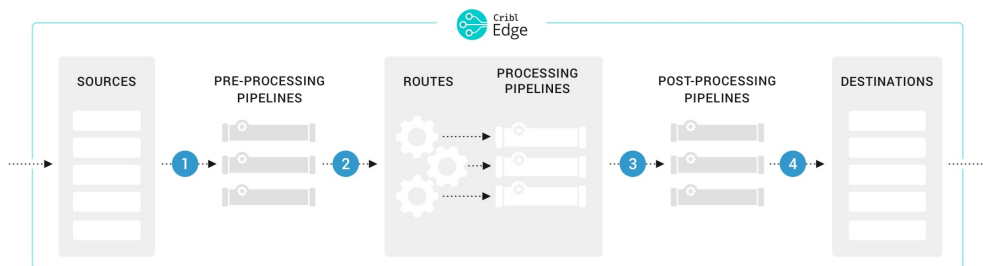 Cribl
Edge
SOURCES
PRE-PROCESSING
PIPELINES
ROUTES
PROCESSING
PIPELINES
POST-PROCESSING
PIPELINES
DESTINATIONS
1
2
3
4